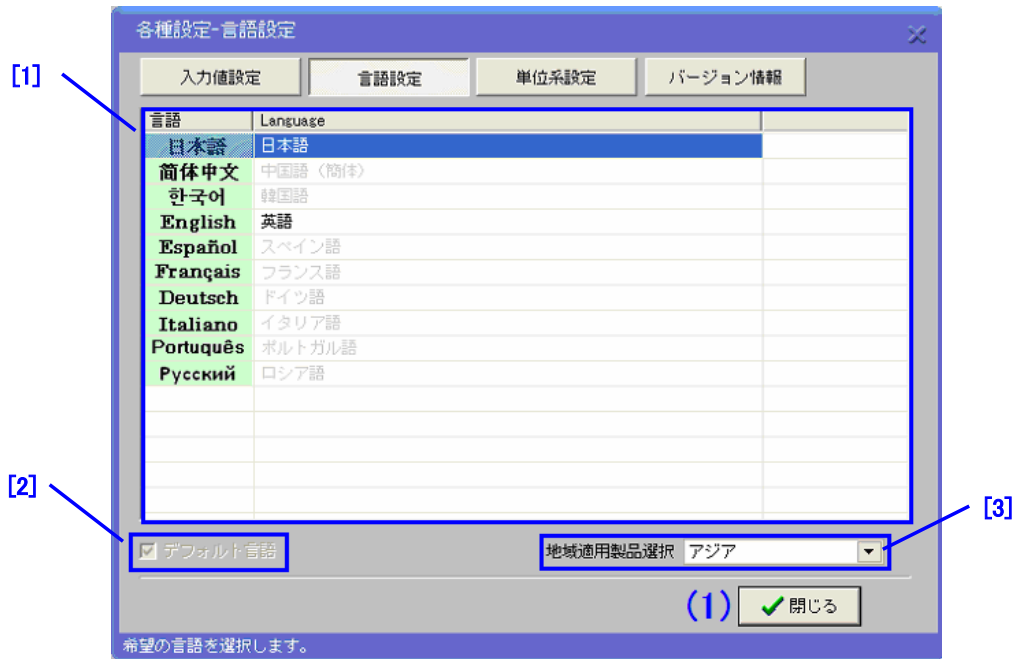 各種設定-言語設定
[1]
入力値設定 言語設定 単位系設定 バージョン情報
言語 Language
日本語 日本語
简体中文 中国語（簡体）
한국어 韓国語
English 英語
Español スペイン語
Français フランス語
Deutsch ドイツ語
Italiano イタリア語
Português ポルトガル語
Русский ロシア語
[2]
[3]
デフォルト言語 地域適用製品選択 アジア
(1) 閉じる
希望の言語を選択します。